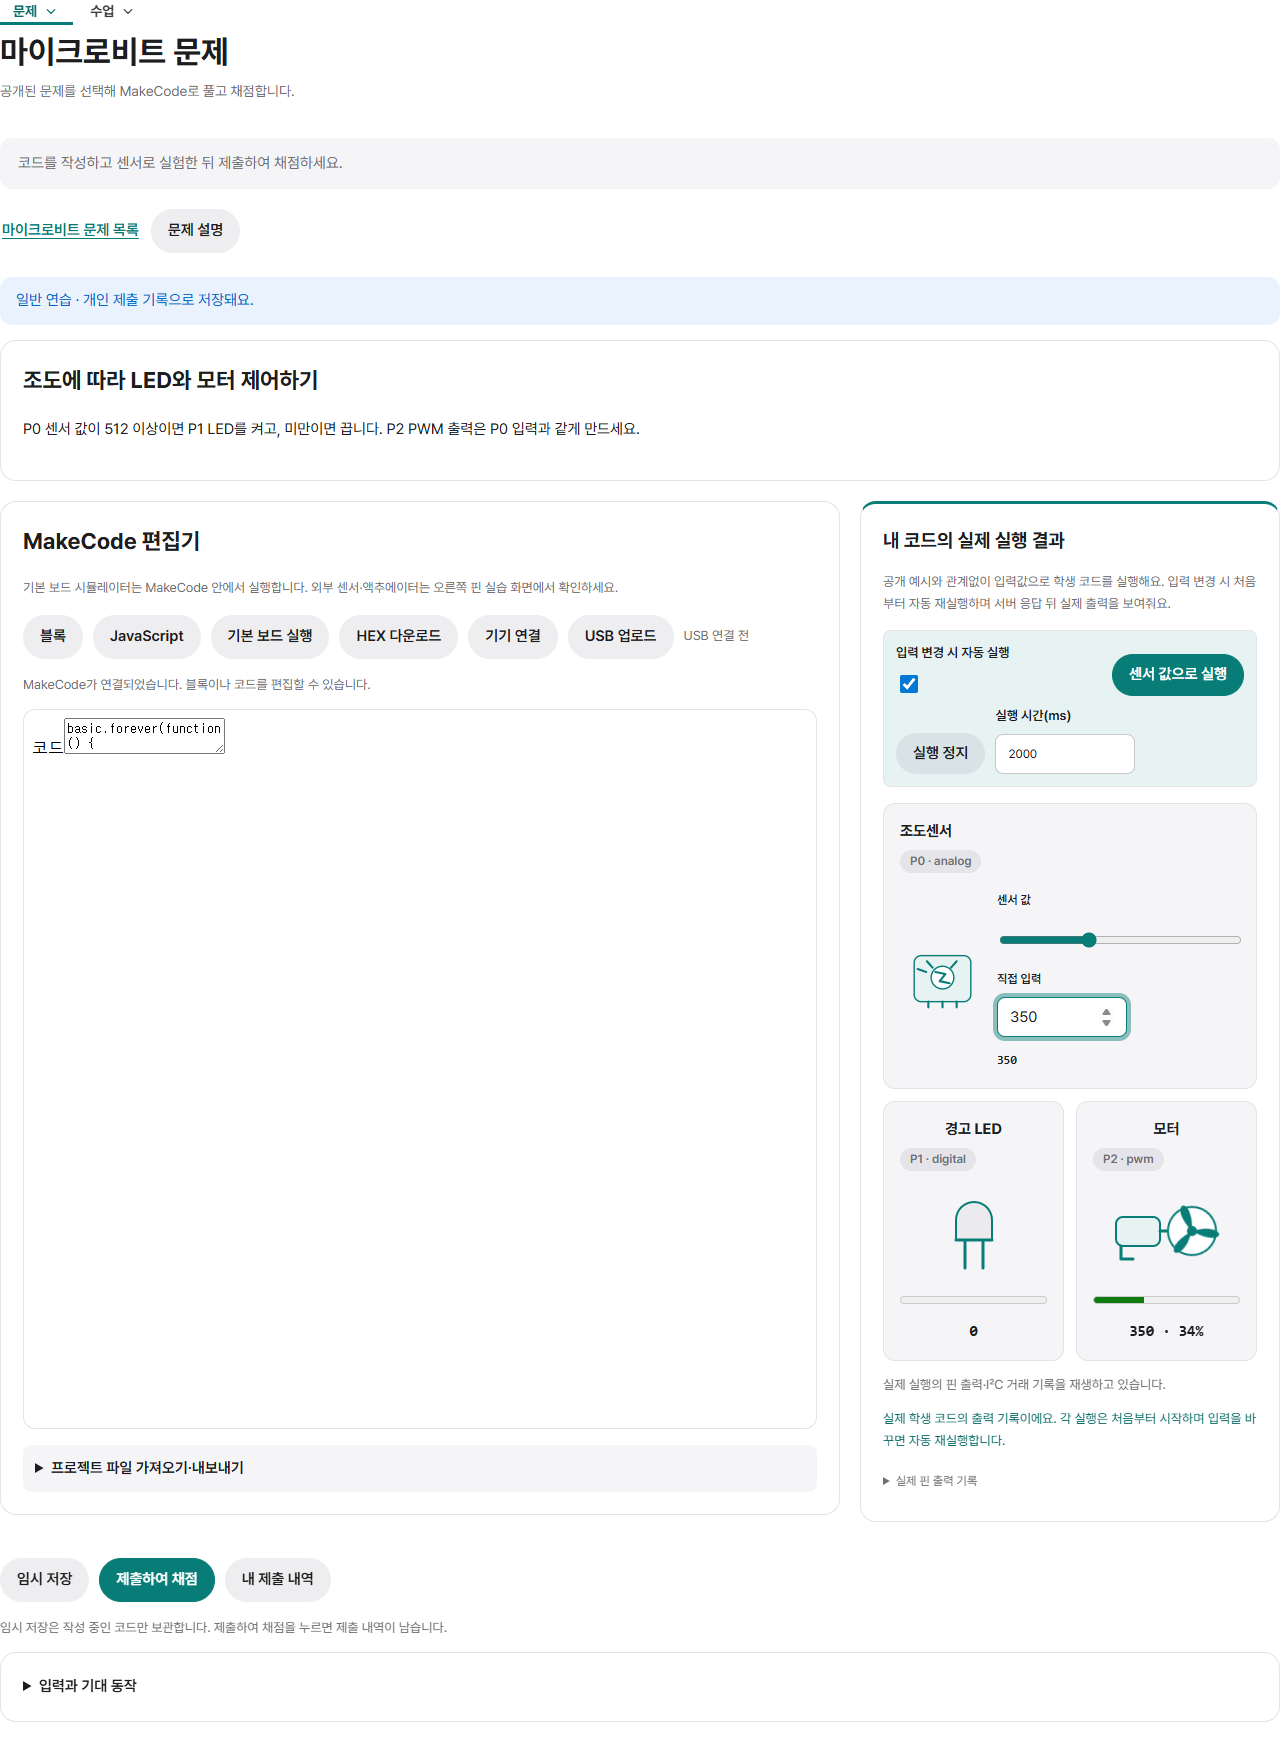 문제
수업
마이크로비트 문제
공개된 문제를 선택해 MakeCode로 풀고 채점합니다.
코드를 작성하고 센서로 실험한 뒤 제출하여 채점하세요.
마이크로비트 문제 목록
문제 설명
일반 연습 · 개인 제출 기록으로 저장돼요.
조도에 따라 LED와 모터 제어하기
P0 센서 값이 512 이상이면 P1 LED를 켜고, 미만이면 끕니다. P2 PWM 출력은 P0 입력과 같게 만드세요.
MakeCode 편집기
기본 보드 시뮬레이터는 MakeCode 안에서 실행합니다. 외부 센서·액추에이터는 오른쪽 핀 실습 화면에서 확인하세요.
블록
JavaScript
기본 보드 실행
HEX 다운로드
기기 연결
USB 업로드
USB 연결 전
MakeCode가 연결되었습니다. 블록이나 코드를 편집할 수 있습니다.
코드
basic.forever(function
() {
프로젝트 파일 가져오기·내보내기
내 코드의 실제 실행 결과
공개 예시와 관계없이 입력값으로 학생 코드를 실행해요. 입력 변경 시 처음
부터 자동 재실행하며 서버 응답 뒤 실제 출력을 보여줘요.
입력 변경 시 자동 실행
센서 값으로 실행
실행 시간(ms)
실행 정지
2000
조도센서
P0 · analog
센서 값
직접 입력
350
350
경고 LED
P1 · digital
0
모터
P2 · pwm
350 · 34%
실제 실행의 핀 출력·I²C 거래 기록을 재생하고 있습니다.
실제 학생 코드의 출력 기록이에요. 각 실행은 처음부터 시작하며 입력을 바
꾸면 자동 재실행합니다.
실제 핀 출력 기록
임시 저장
제출하여 채점
내 제출 내역
임시 저장은 작성 중인 코드만 보관합니다. 제출하여 채점을 누르면 제출 내역이 남습니다.
입력과 기대 동작